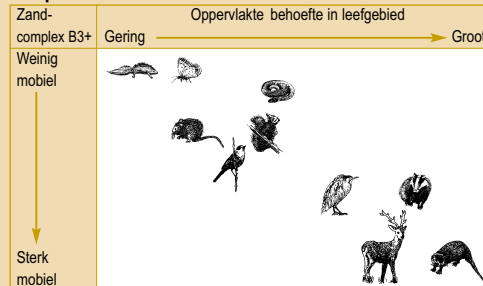 Zand-
complex B3+
Oppervlakte behoefte in leefgebied
Gering
Groot
Weinig
mobiel
Sterk
mobiel